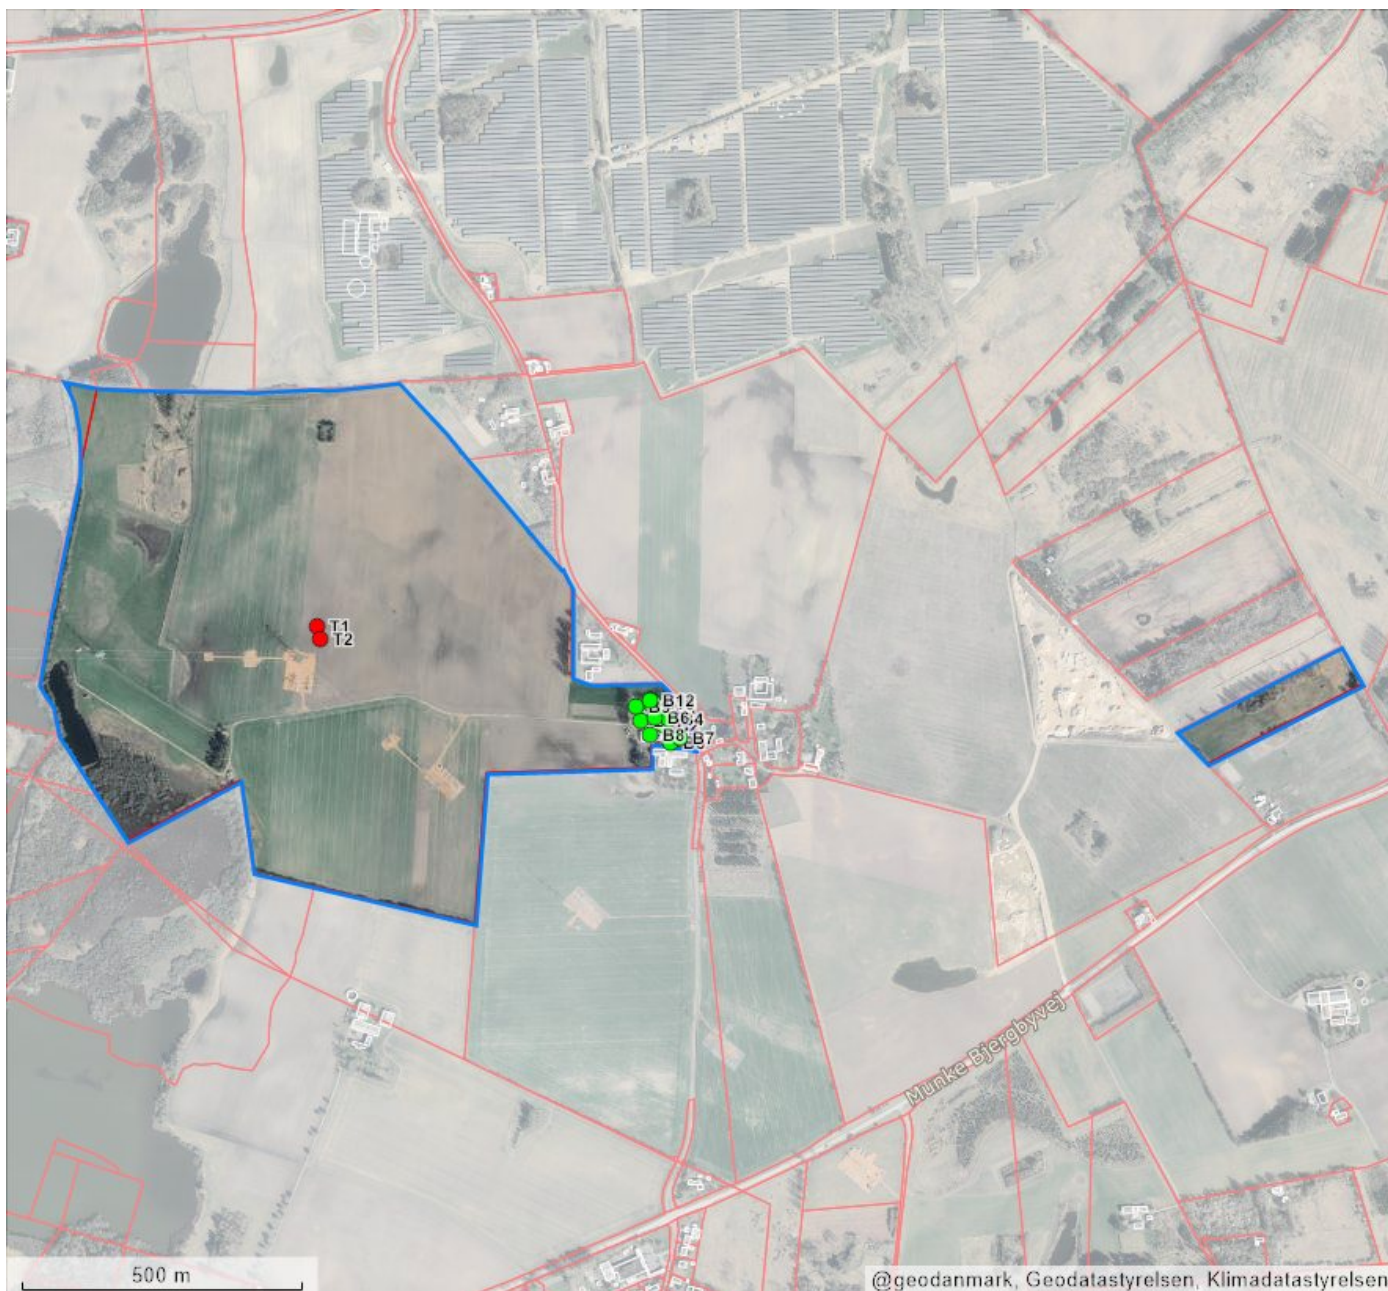 T1
T2
B12
B6
4
B8
B7
Munke Bjergbyvej
500 m
@geodanmark, Geodatastyrelsen, Klimadatastyrelsen